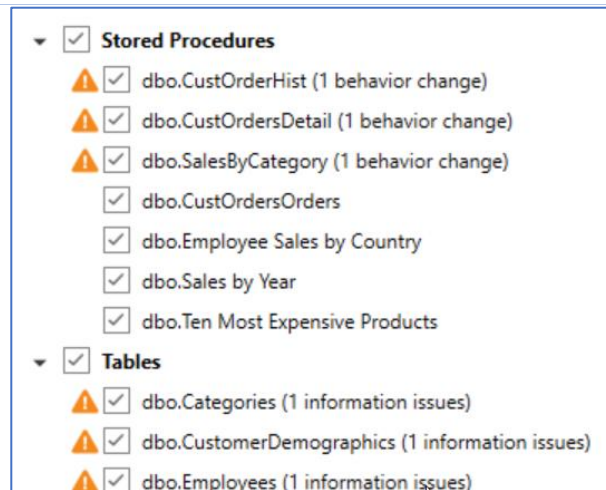 Stored Procedures
dbo.CustOrderHist (1 behavior change)
dbo.CustOrdersDetail (1 behavior change)
dbo.SalesByCategory (1 behavior change)
dbo.CustOrdersOrders
dbo.Employee Sales by Country
dbo.Sales by Year
dbo.Ten Most Expensive Products
Tables
dbo.Categories (1 information issues)
dbo.CustomerDemographics (1 information issues)
dbo.Employees (1 information issues)